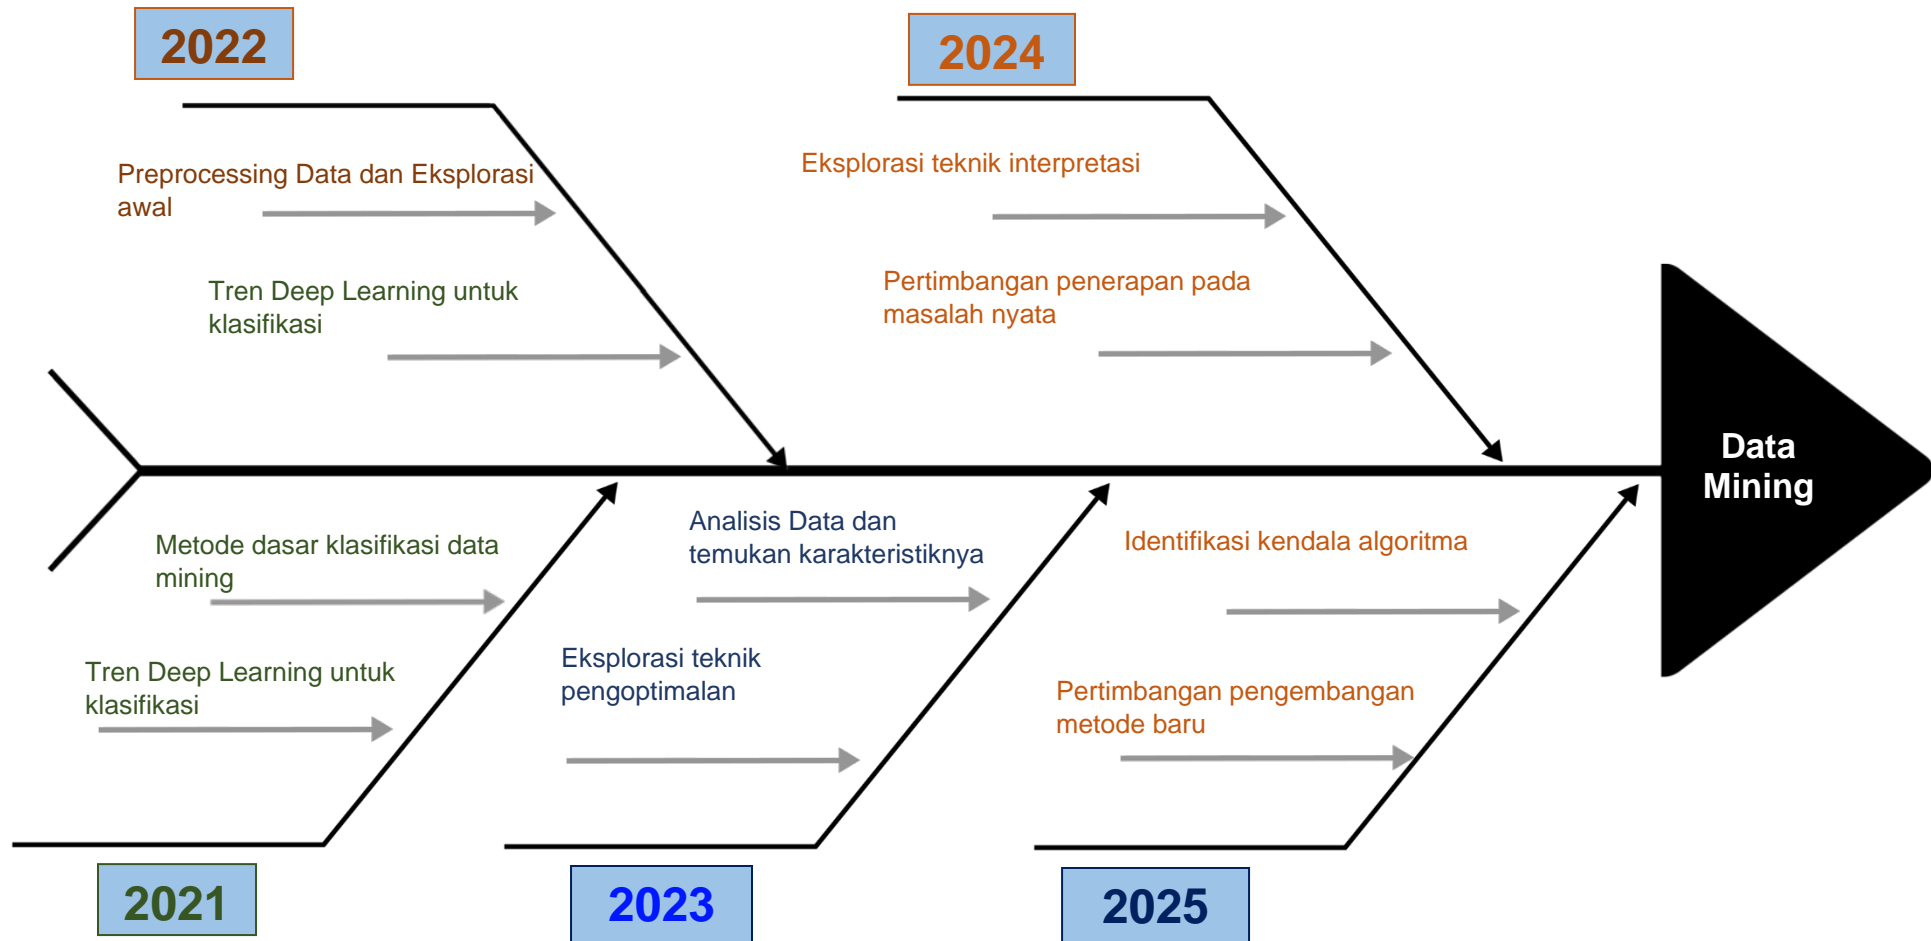 2022
2024
Preprocessing Data dan Eksplorasi
awal
Tren Deep Learning untuk
klasifikasi
Eksplorasi teknik interpretasi
Pertimbangan penerapan pada
masalah nyata
Data
Mining
Metode dasar klasifikasi data
mining
Tren Deep Learning untuk
klasifikasi
Analisis Data dan
temukan karakteristiknya
Eksplorasi teknik
pengoptimalan
Identifikasi kendala algoritma
Pertimbangan pengembangan
metode baru
2021
2023
2025